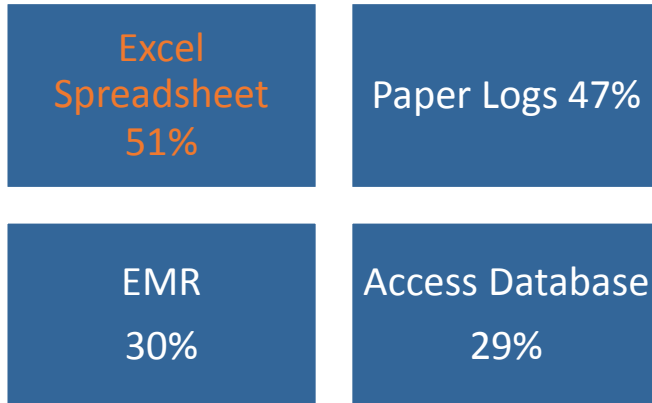 Excel
Spreadsheet
51%
Paper Logs 47%
EMR
30%
Access Database
29%